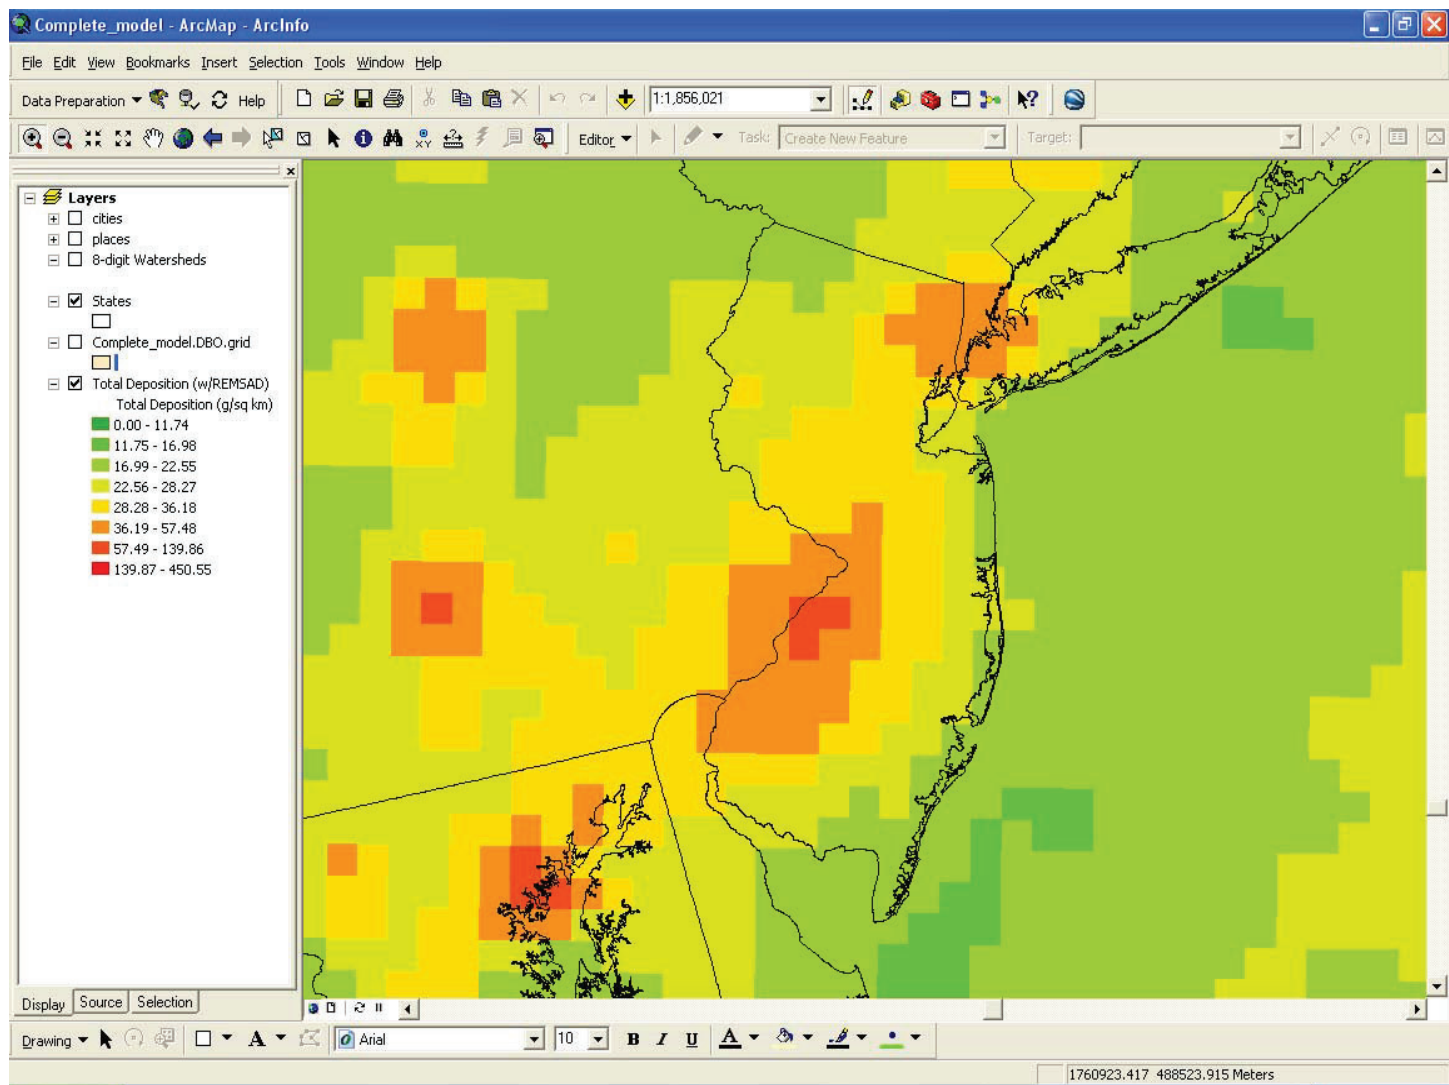 Complete_model - ArcMap - ArcInfo
File Edit View Bookmarks Insert Selection Tools Window Help
Data Preparation Help 1:1,856,021
Editor Task: Create New Feature Target:
Layers
cities
places
8-digit Watersheds
States
Complete_model.DBO.grid
Total Deposition (w/REMSAD)
Total Deposition (g/sq km)
0.00 - 11.74
11.75 - 16.98
16.99 - 22.55
22.56 - 28.27
28.28 - 36.18
36.19 - 57.48
57.49 - 139.86
139.87 - 450.55
Display Source Selection
Drawing A Arial 10 B I U A
1760923.417 488523.915 Meters